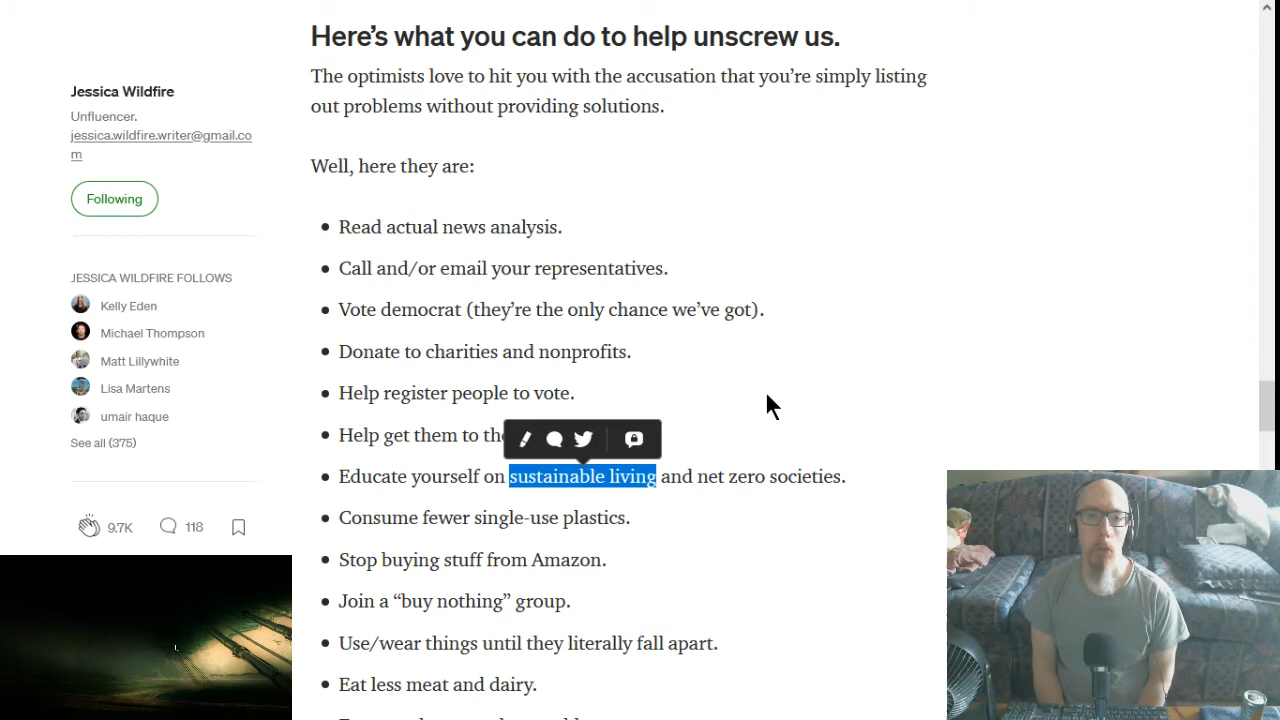 Here’s what you can do to help unscrew us.
The optimists love to hit you with the accusation that you’re simply listing
out problems without providing solutions.
Well, here they are:
• Read actual news analysis.
• Call and/or email your representatives.
• Vote democrat (they’re the only chance we’ve got).
• Donate to charities and nonprofits.
• Help register people to vote.
• Help get them to
• Educate yourself on sustainable living and net zero societies.
• Consume fewer single-use plastics.
• Stop buying stuff from Amazon.
• Join a “buy nothing” group.
• Use/wear things until they literally fall apart.
• Eat less meat and dairy.
Jessica Wildfire
Unfluencer.
jessica.wildfire.writer@gmail.co
m
Following
JESSICA WILDFIRE FOLLOWS
Kelly Eden
Michael Thompson
Matt Lillywhite
Lisa Martens
umair haque
See all (375)
9.7K
118